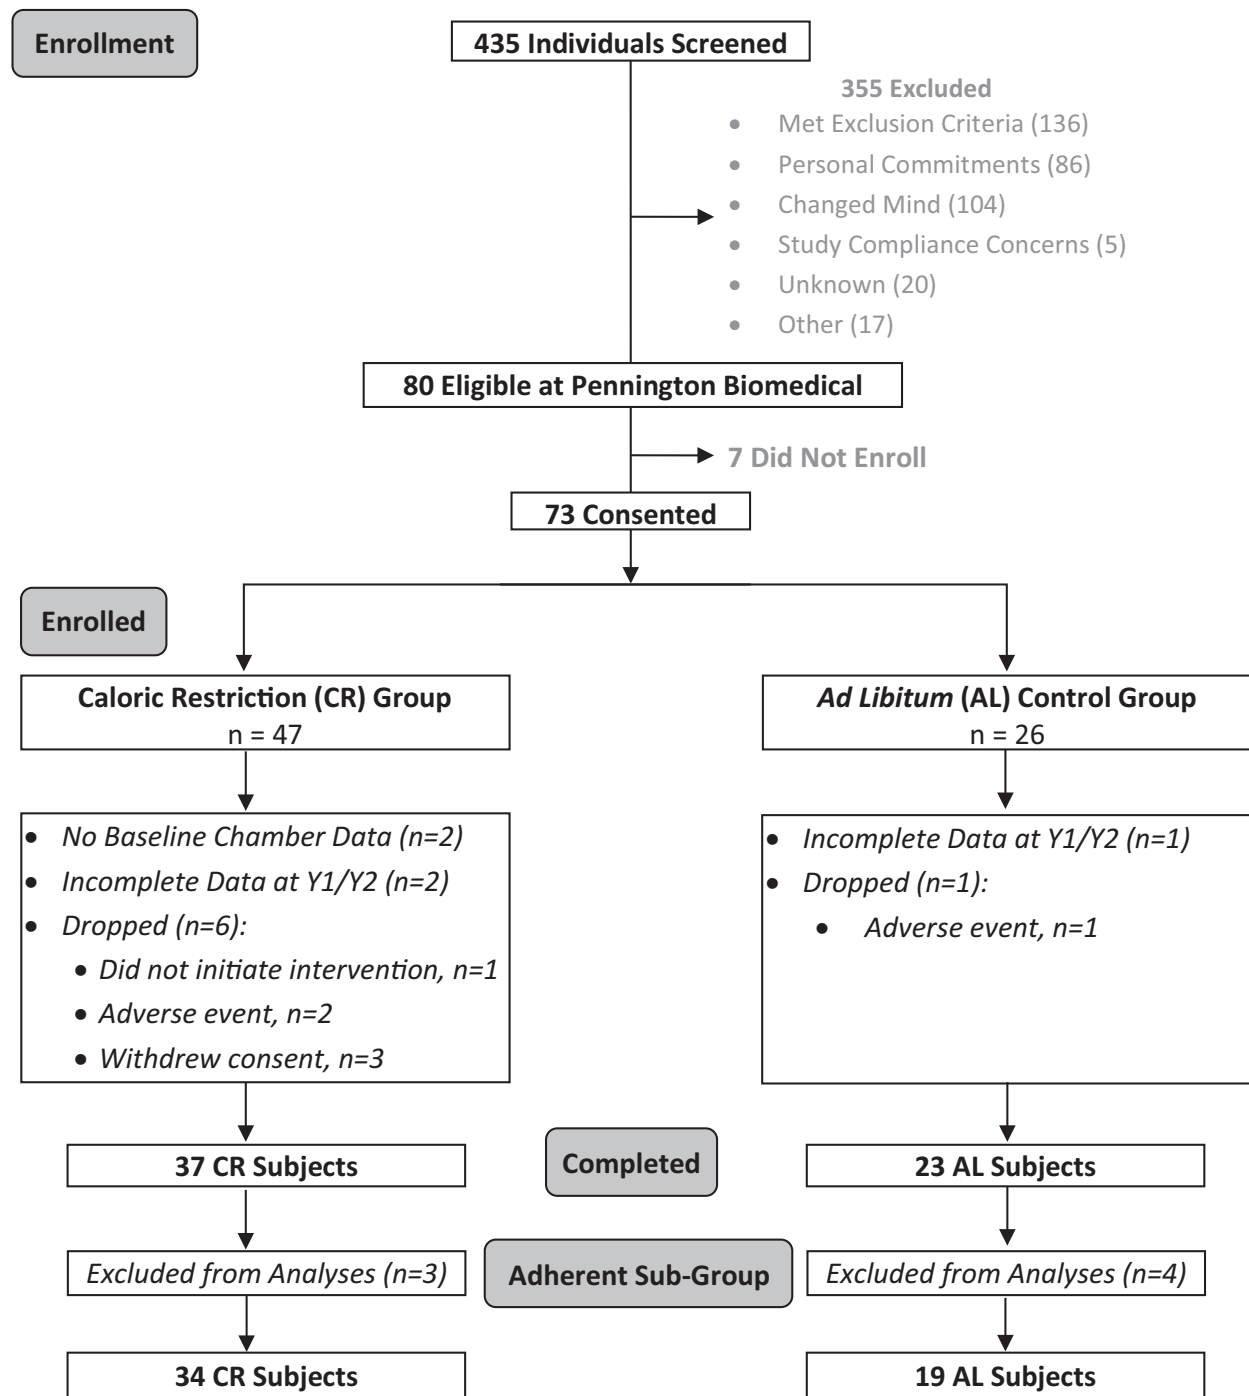 Enrollment
435 Individuals Screened
355 Excluded
• Met Exclusion Criteria (136)
• Personal Commitments (86)
• Changed Mind (104)
• Study Compliance Concerns (5)
• Unknown (20)
• Other (17)
80 Eligible at Pennington Biomedical
7 Did Not Enroll
73 Consented
Enrolled
Caloric Restriction (CR) Group
n = 47
Ad Libitum (AL) Control Group
n = 26
• No Baseline Chamber Data (n=2)
• Incomplete Data at Y1/Y2 (n=2)
• Dropped (n=6):
• Did not initiate intervention, n=1
• Adverse event, n=2
• Withdrew consent, n=3
• Incomplete Data at Y1/Y2 (n=1)
• Dropped (n=1):
• Adverse event, n=1
37 CR Subjects
Completed
23 AL Subjects
Excluded from Analyses (n=3)
Adherent Sub-Group
Excluded from Analyses (n=4)
34 CR Subjects
19 AL Subjects